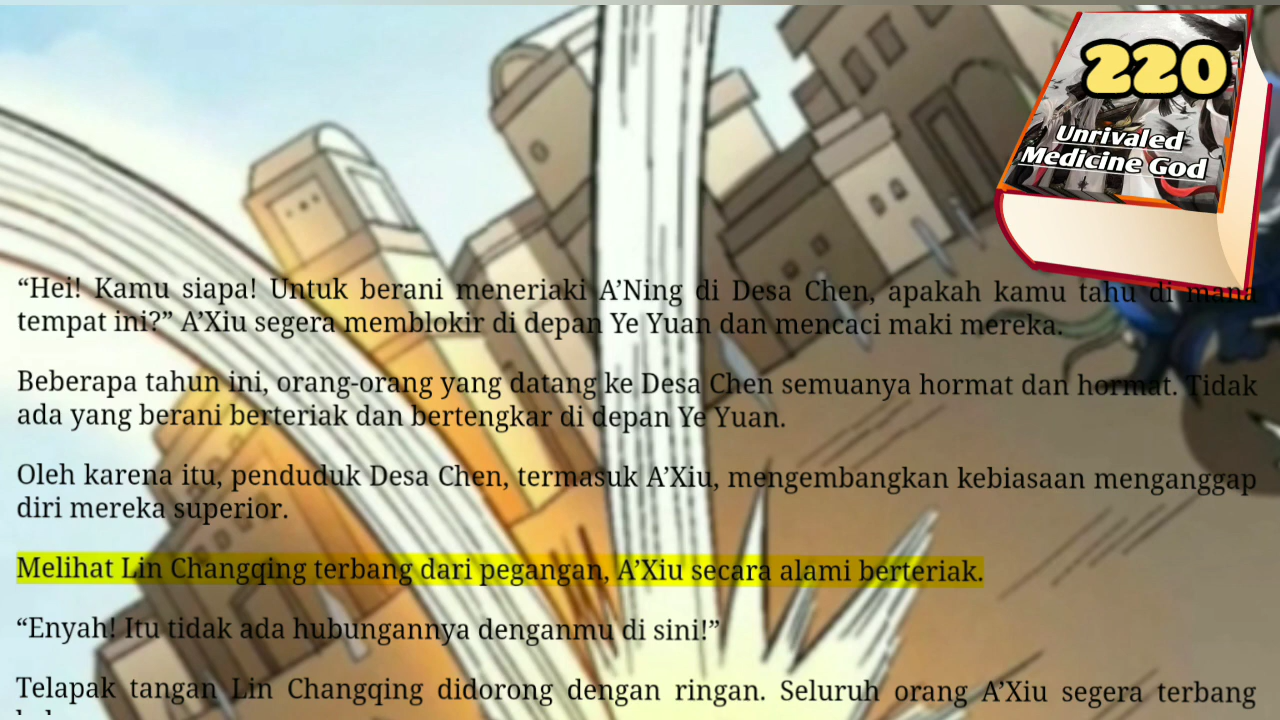 220
Unrivaled
Medicine God
“Hei! Kamu siapa! Untuk berani meneriaki A’Ning di Desa Chen, apakah kamu tahu di mana
tempat ini?” A’Xiu segera memblokir di depan Ye Yuan dan mencaci maki mereka.
Beberapa tahun ini, orang-orang yang datang ke Desa Chen semuanya hormat dan hormat. Tidak
ada yang berani berteriak dan bertengkar di depan Ye Yuan.
Oleh karena itu, penduduk Desa Chen, termasuk A’Xiu, mengembangkan kebiasaan menganggap
diri mereka superior.
Melihat Lin Changqing terbang dari pegangan, A’Xiu secara alami berteriak.
“Enyah! Itu tidak ada hubungannya denganmu di sini!”
Telapak tangan Lin Changqing didorong dengan ringan. Seluruh orang A’Xiu segera terbang